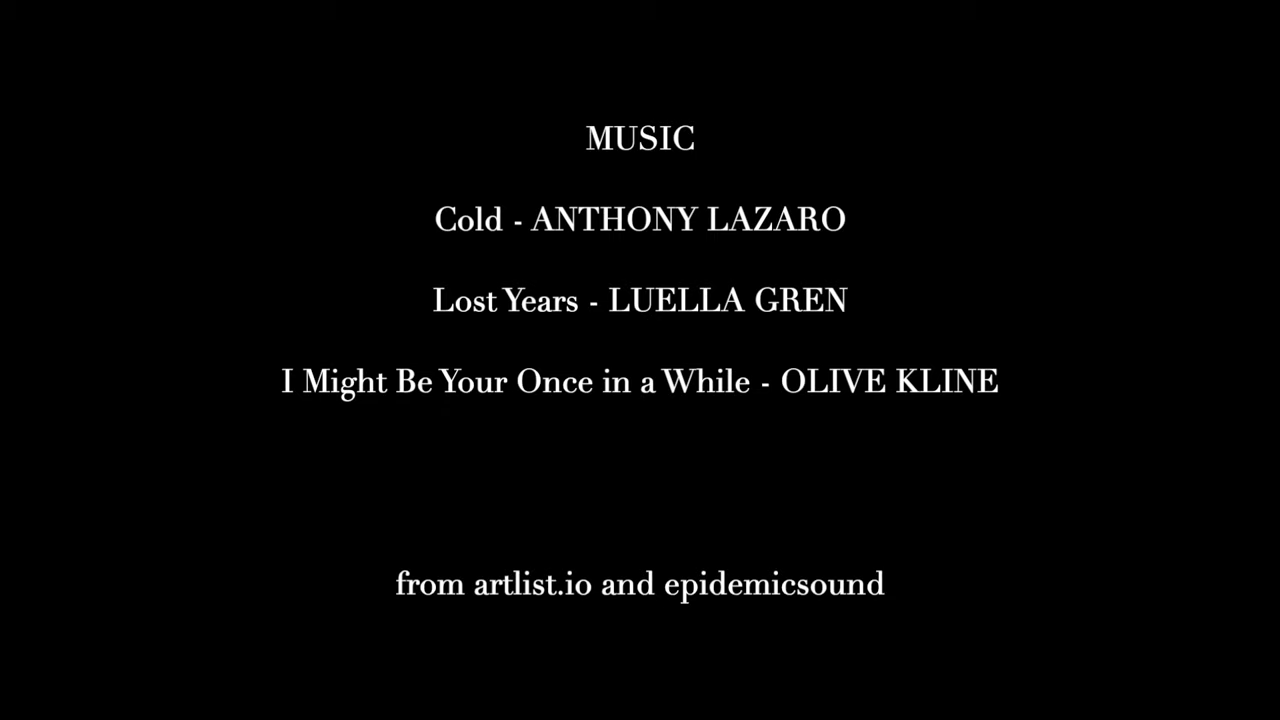 MUSIC
Cold - ANTHONY LAZARO
Lost Years - LUELLA GREN
I Might Be Your Once in a While - OLIVE KLINE
from artlist.io and epidemicsound